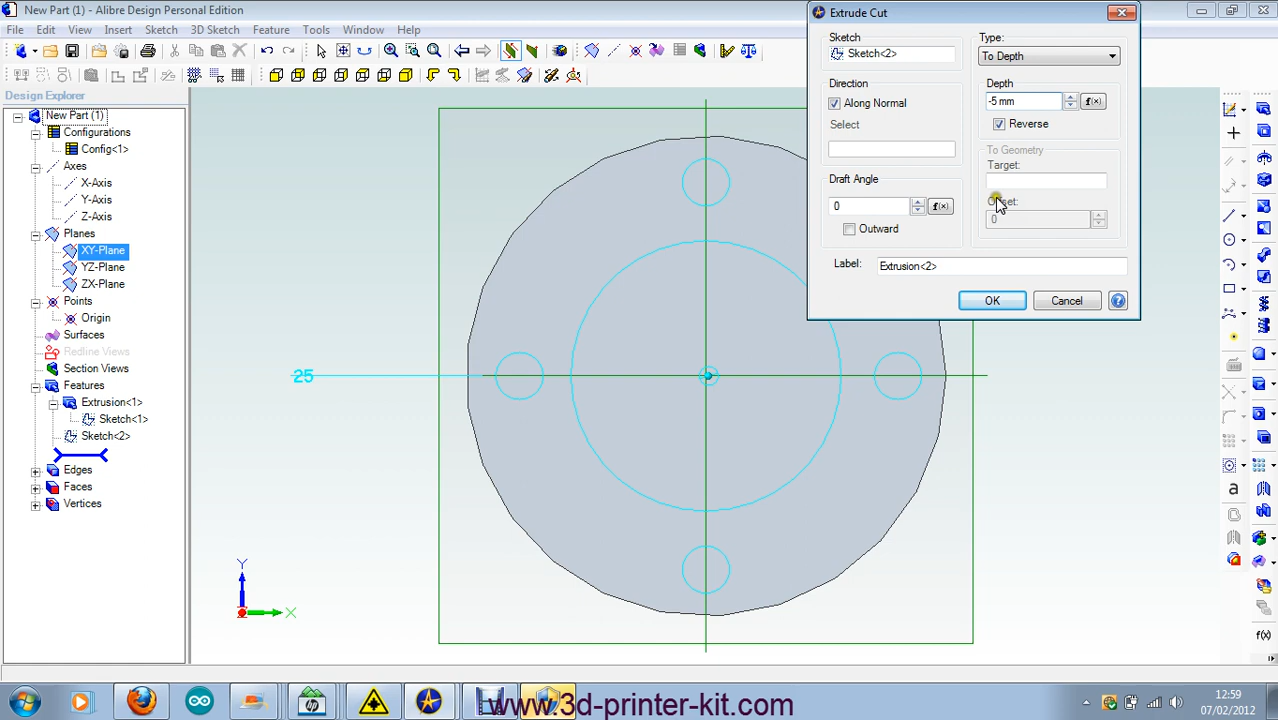 New Part (1) - Alibre Design Personal Edition
File Edit View Insert Sketch 3D Sketch Feature Tools Window Help
Design Explorer
New Part (1)
Configurations
Config<1>
Axes
X-Axis
Y-Axis
Z-Axis
Planes
XY-Plane
YZ-Plane
ZX-Plane
Points
Origin
Surfaces
Redline Views
Section Views
Features
Extrusion<1>
Sketch<1>
Sketch<2>
Edges
Faces
Vertices
25
Y
X
Extrude Cut
Sketch
Sketch<2>
Direction
Along Normal
Select
Draft Angle
0
f(x)
Outward
Type:
To Depth
Depth
-5 mm
f(x)
Reverse
To Geometry
Target:
Offset:
0
Label:
Extrusion<2>
OK
Cancel
?
a
f(x)
hp
www.3d-printer-kit.com
12:59
07/02/2012